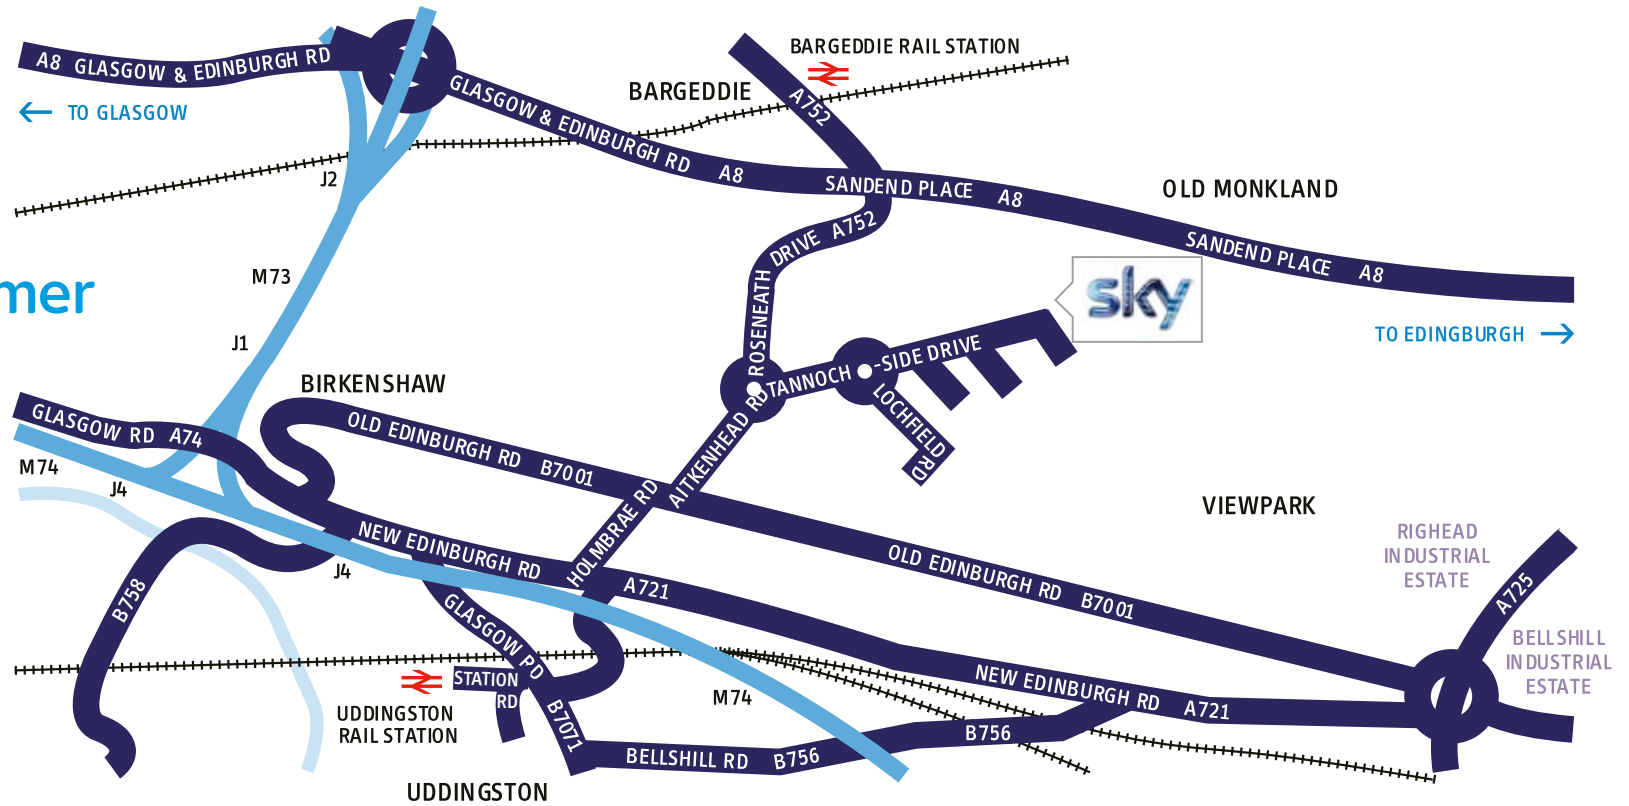 A8 GLASGOW & EDINBURGH RD
TO GLASGOW
GLASGOW & EDINBURGH RD A8
BARGEDDIE RAIL STATION
BARGEDDIE
A752
SANDEND PLACE A8
OLD MONKLAND
SANDEND PLACE A8
TO EDINGBURGH
J2
M73
mer
J1
ROSENEATH DRIVE A752
sky
TANNOCH -SIDE DRIVE
LOCHFIELD
RD
AITKENHEAD RD
HOLMBRAE RD
BIRKENSHAW
GLASGOW RD A74
M74
J4
OLD EDINBURGH RD B7001
NEW EDINBURGH RD A721
J4
B758
VIEWPARK
RIGHEAD
INDUSTRIAL
ESTATE
OLD EDINBURGH RD B7001
A725
BELLSHILL
INDUSTRIAL
ESTATE
GLASGOW RD
STATION
RD
UDDINGSTON
RAIL STATION
B7071
M74
NEW EDINBURGH RD A721
BELLSHILL RD B756
B756
UDDINGSTON